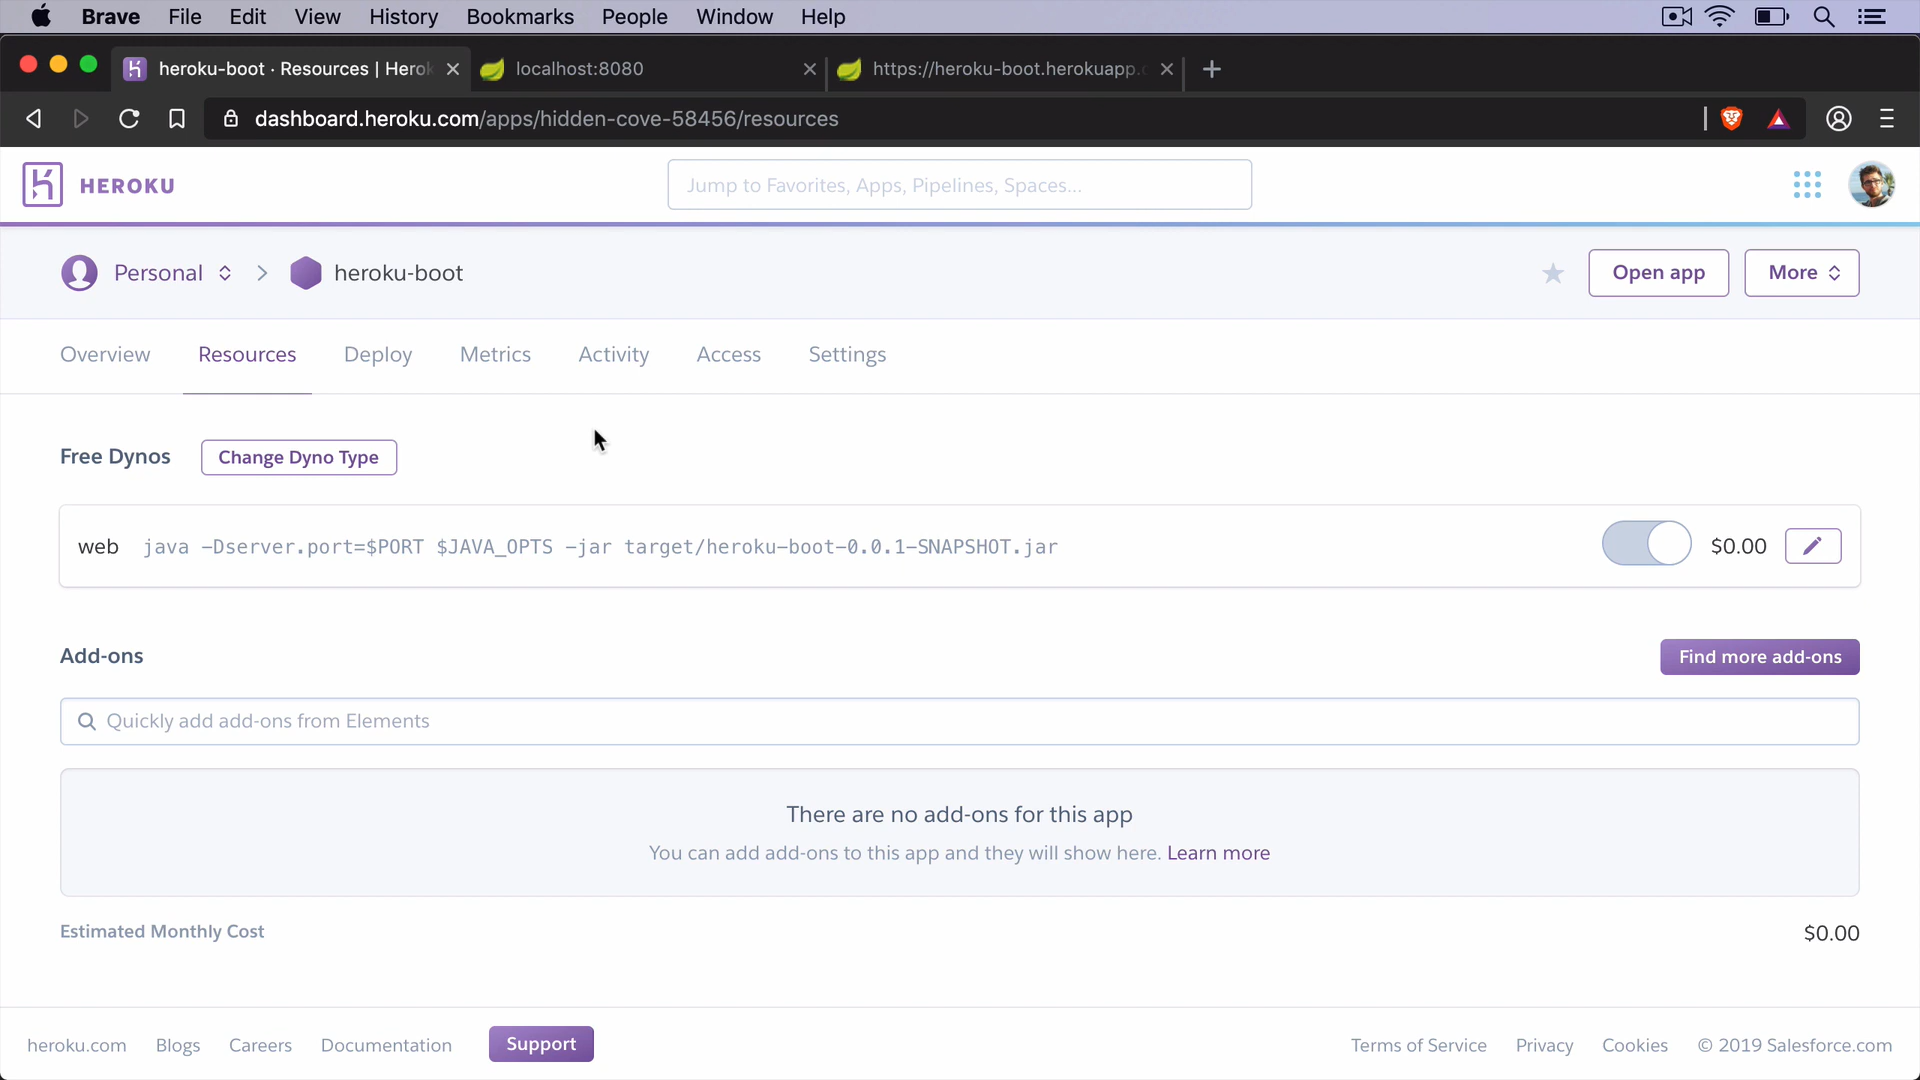 Brave File Edit View History Bookmarks People Window Help
heroku-boot · Resources | Herok
localhost:8080
https://heroku-boot.herokuapp.c
dashboard.heroku.com/apps/hidden-cove-58456/resources
HEROKU
Jump to Favorites, Apps, Pipelines, Spaces...
Personal
heroku-boot
Open app
More
Overview Resources Deploy Metrics Activity Access Settings
Free Dynos
Change Dyno Type
web java -Dserver.port=$PORT $JAVA_OPTS -jar target/heroku-boot-0.0.1-SNAPSHOT.jar
$0.00
Add-ons
Find more add-ons
Quickly add add-ons from Elements
There are no add-ons for this app
You can add add-ons to this app and they will show here. Learn more
Estimated Monthly Cost
$0.00
heroku.com Blogs Careers Documentation Support
Terms of Service Privacy Cookies © 2019 Salesforce.com